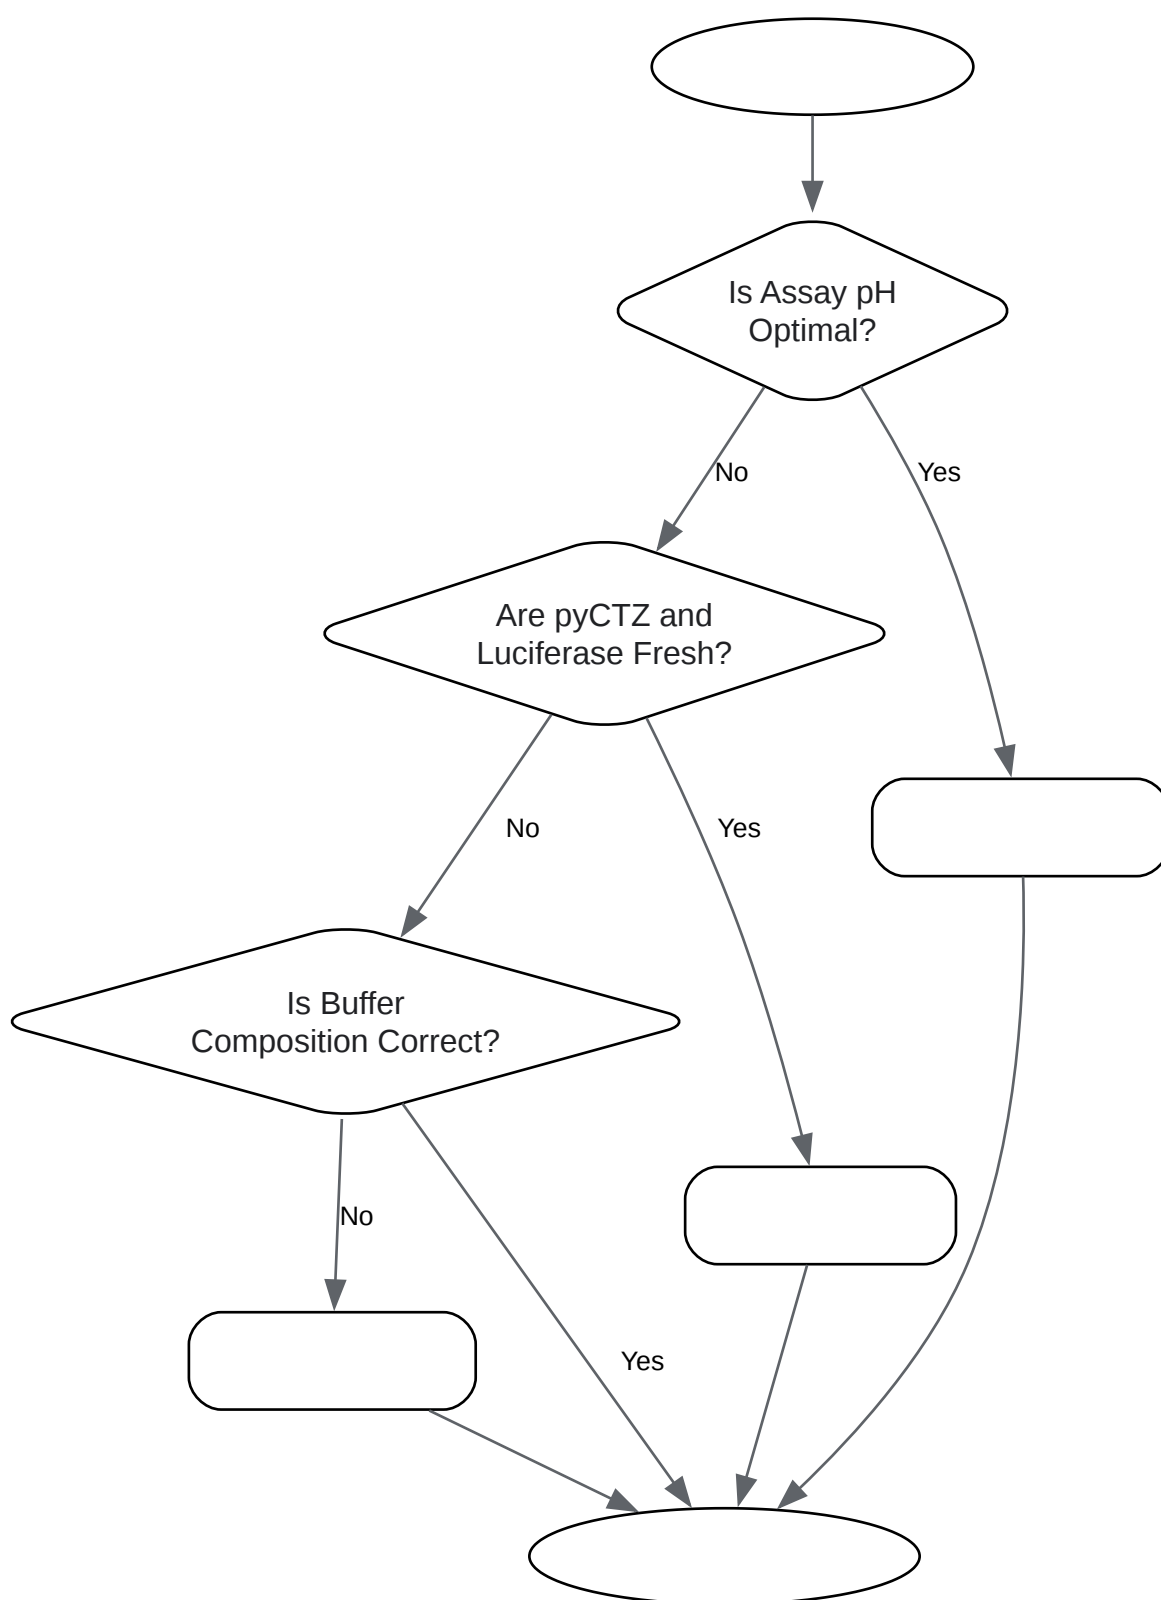 Is Assay pH
Optimal?
No
Yes
Are pyCTZ and
Luciferase Fresh?
No
Yes
Is Buffer
Composition Correct?
No
Yes